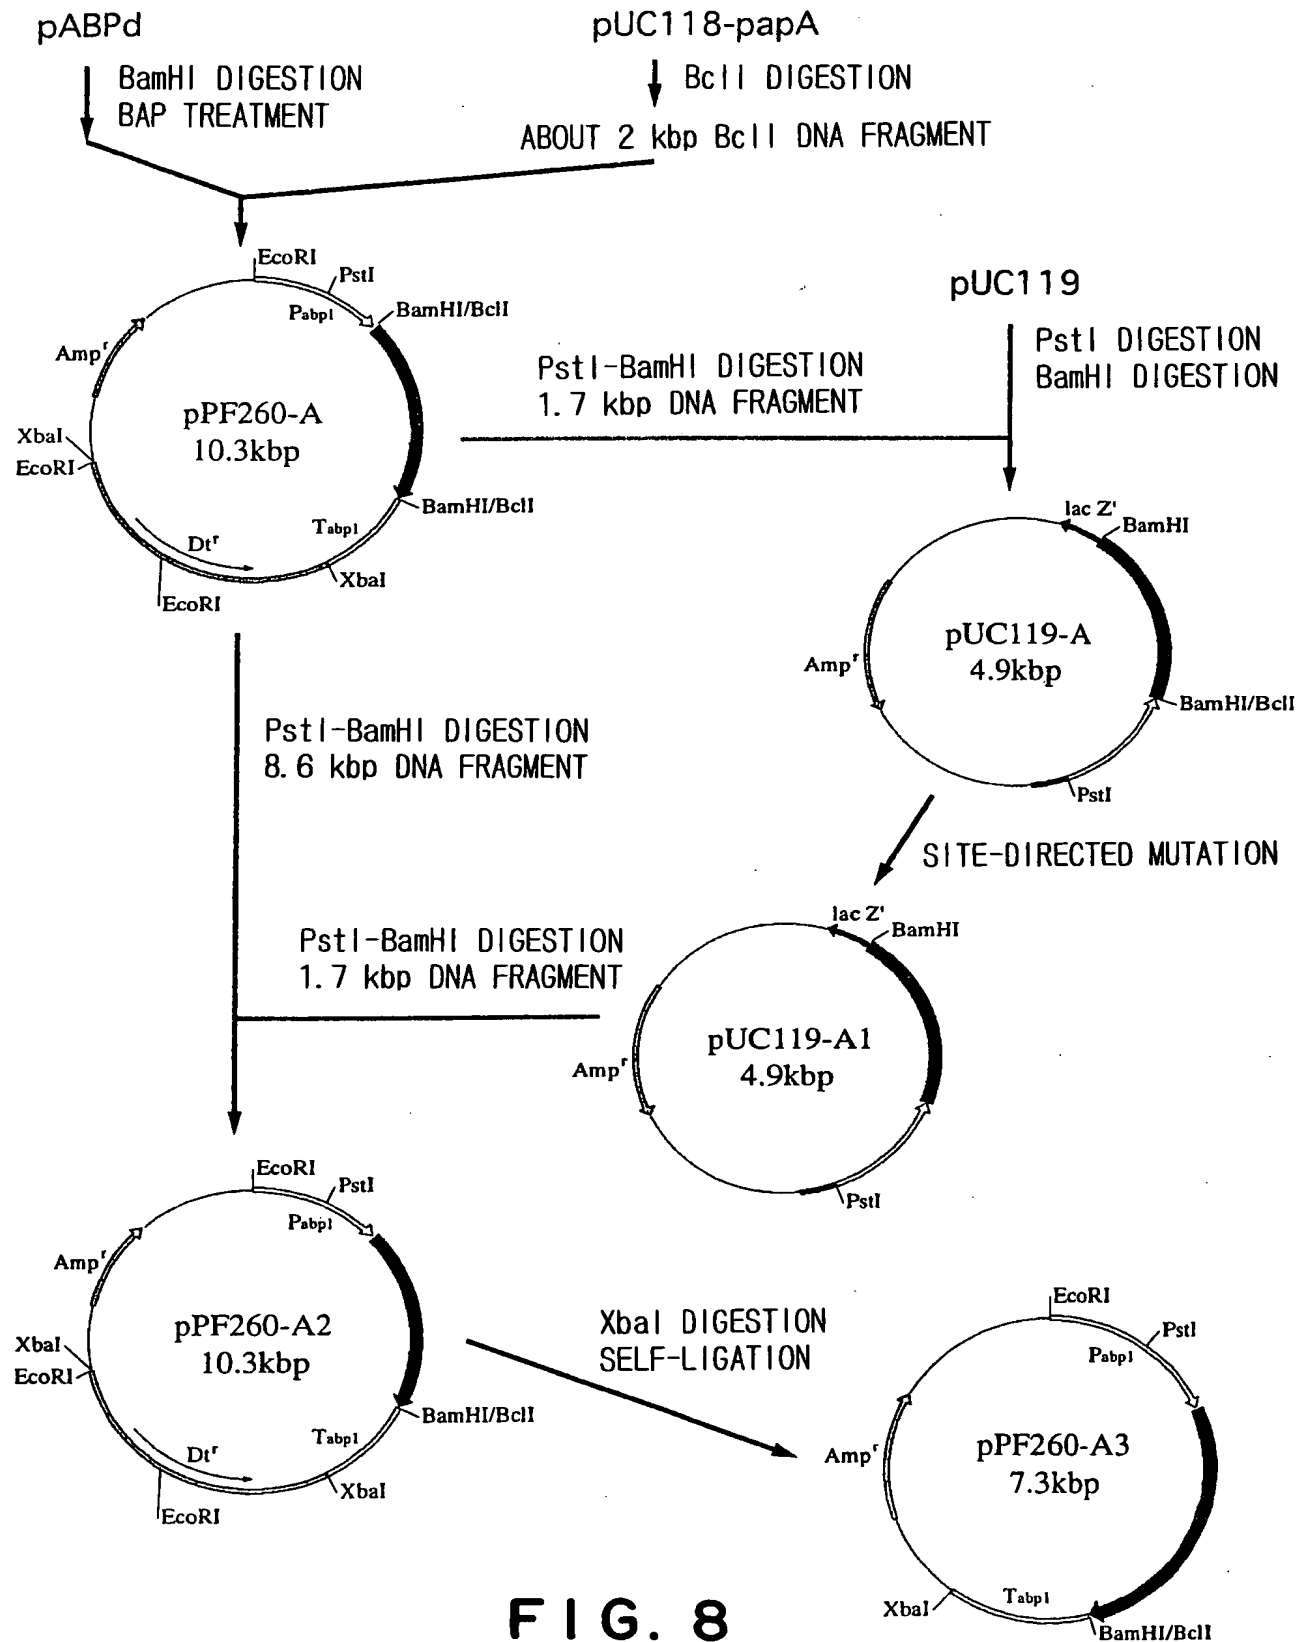 pABPd
BamHI DIGESTION
BAP TREATMENT
pUC118-papA
BclI DIGESTION
ABOUT 2 kbp BclI DNA FRAGMENT
EcoRI
PstI
Pabp1
BamHI/BclI
Ampr
pPF260-A
10.3kbp
XbaI
EcoRI
BamHI/BclI
Tabp1
Dtr
XbaI
EcoRI
PstI-BamHI DIGESTION
1.7 kbp DNA FRAGMENT
pUC119
PstI DIGESTION
BamHI DIGESTION
lac Z'
BamHI
pUC119-A
4.9kbp
Ampr
BamHI/BclI
PstI
PstI-BamHI DIGESTION
8.6 kbp DNA FRAGMENT
SITE-DIRECTED MUTATION
PstI-BamHI DIGESTION
1.7 kbp DNA FRAGMENT
lac Z'
BamHI
pUC119-A1
4.9kbp
Ampr
PstI
EcoRI
PstI
Pabp1
Ampr
pPF260-A2
10.3kbp
XbaI
EcoRI
BamHI/BclI
Tabp1
Dtr
XbaI
EcoRI
XbaI DIGESTION
SELF-LIGATION
EcoRI
PstI
Pabp1
Ampr
pPF260-A3
7.3kbp
Tabp1
XbaI
BamHI/BclI
FIG. 8